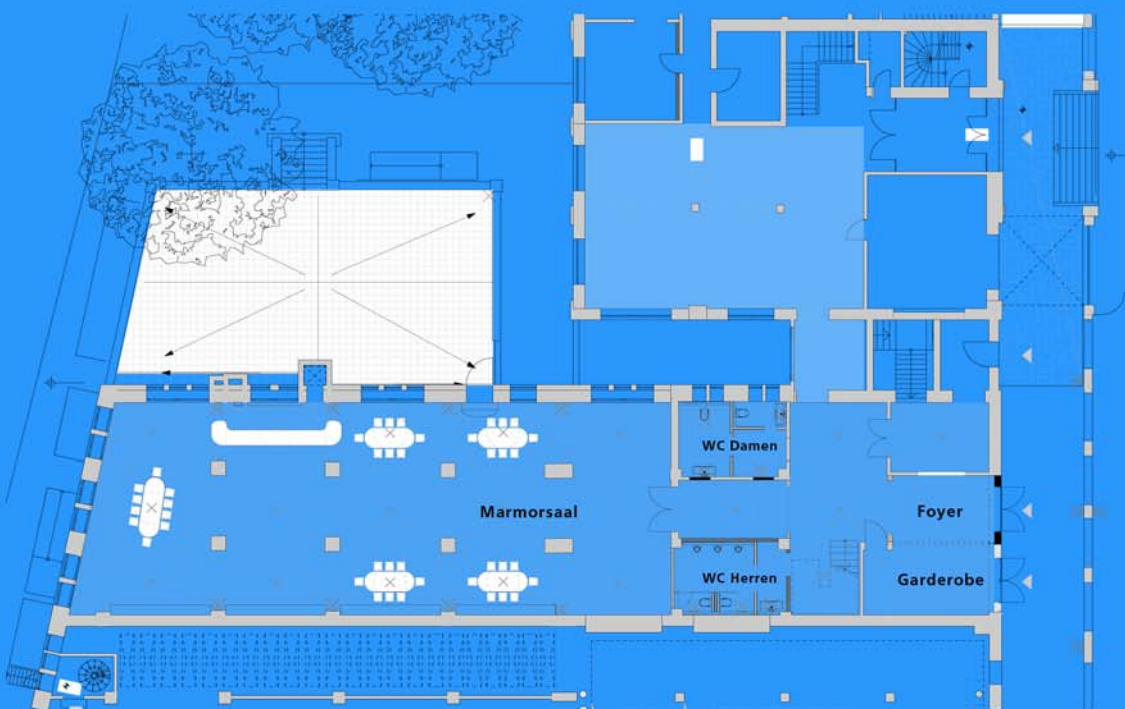 WC Damen
Marmorsaal
Foyer
WC Herren
Garderobe